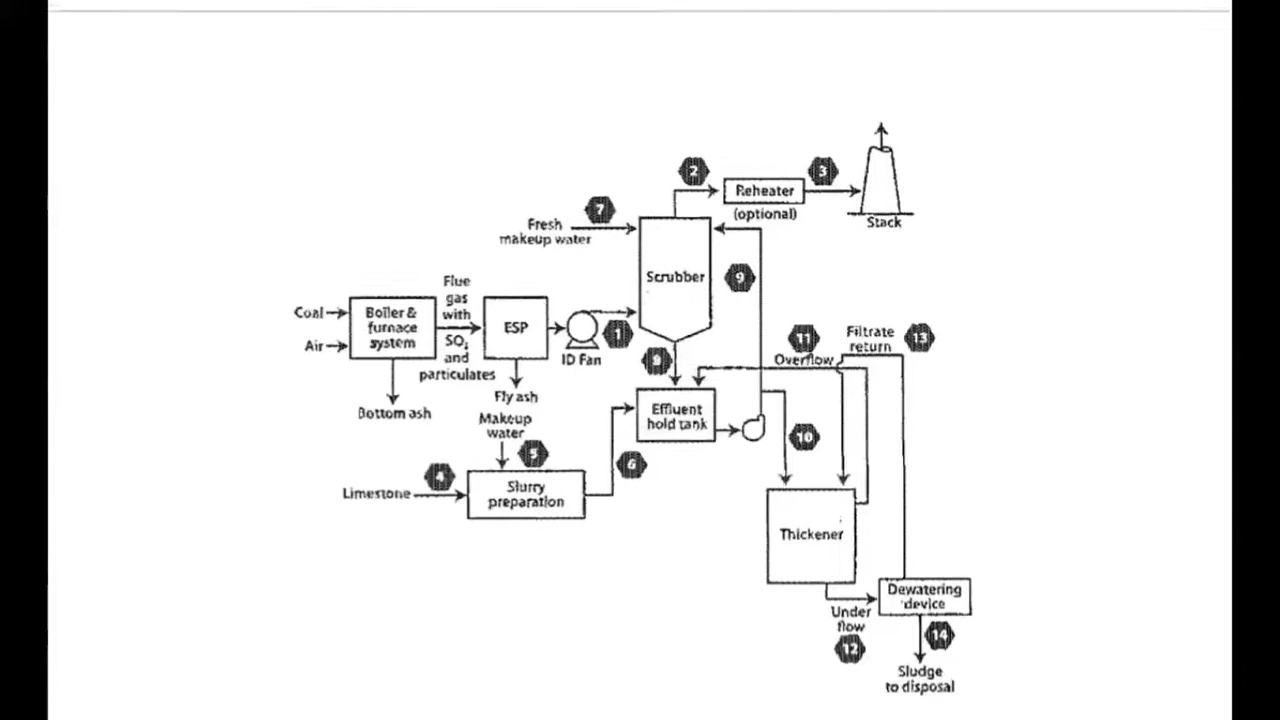 2
3
Reheater
(optional)
Stack
7
Fresh
makeup water
Scrubber
9
Flue
gas
with
SO2
and
particulates
Coal
Air
Boiler &
furnace
system
ESP
ID Fan
1
Bottom ash
Fly ash
8
11
Overflow
Filtrate
return
13
Effluent
hold tank
10
Makeup
water
5
4
Limestone
Slurry
preparation
6
Thickener
Under
flow
12
Dewatering
device
14
Sludge
to disposal